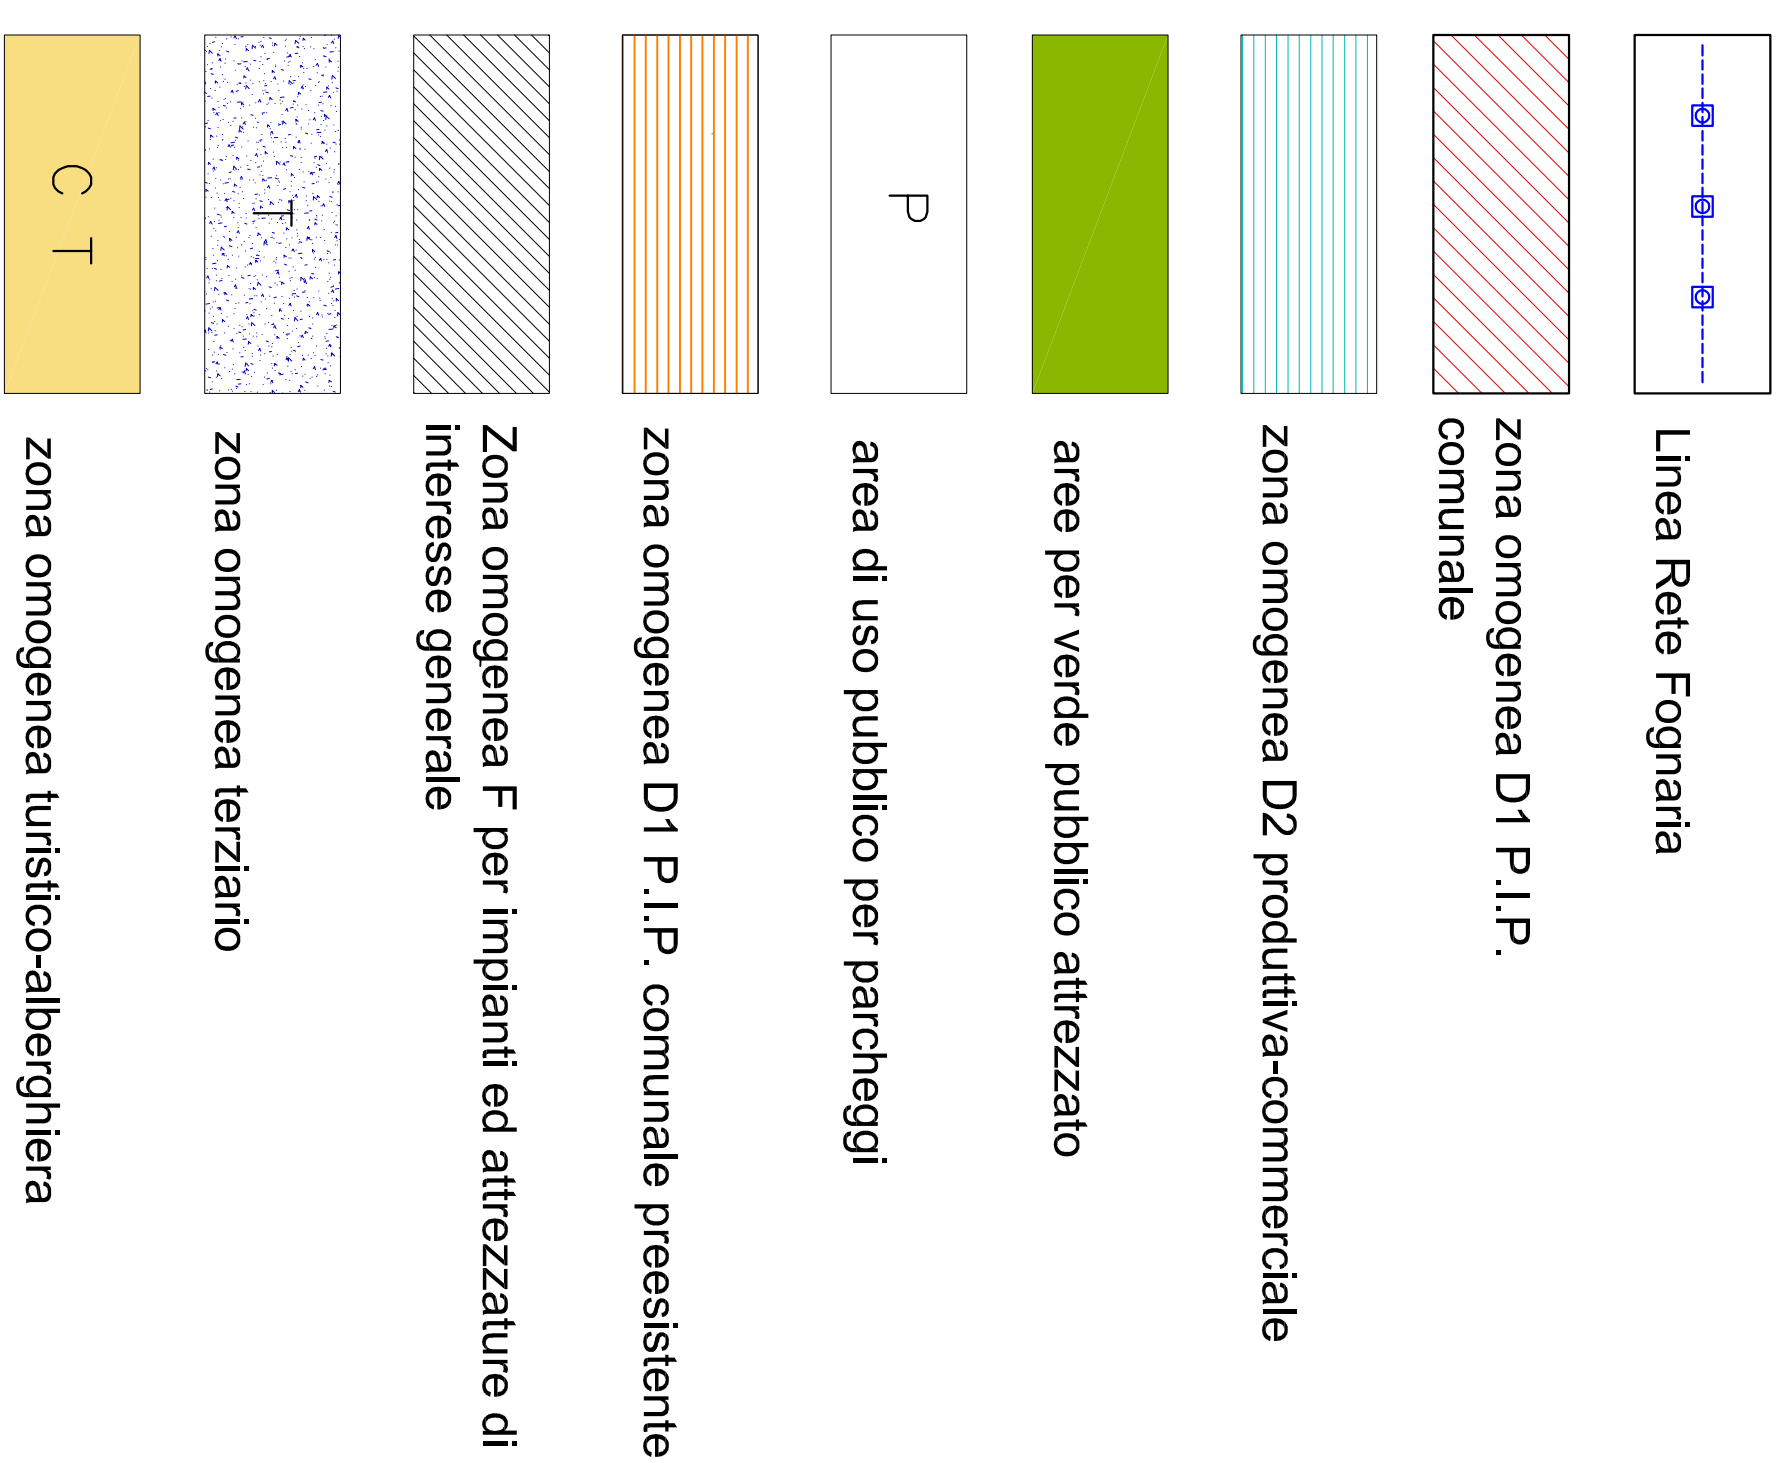 Linea Rete Fognaria
zona omogenea D1 P.I.P.
comunale
zona omogenea D2 produttiva-commerciale
aree per verde pubblico attrezzato
P
area di uso pubblico per parcheggi
zona omogenea D1 P.I.P. comunale preesistente
Zona omogenea F per impianti ed attrezzature di
interesse generale
T
zona omogenea terziario
C T
zona omogenea turistico-alberghiera